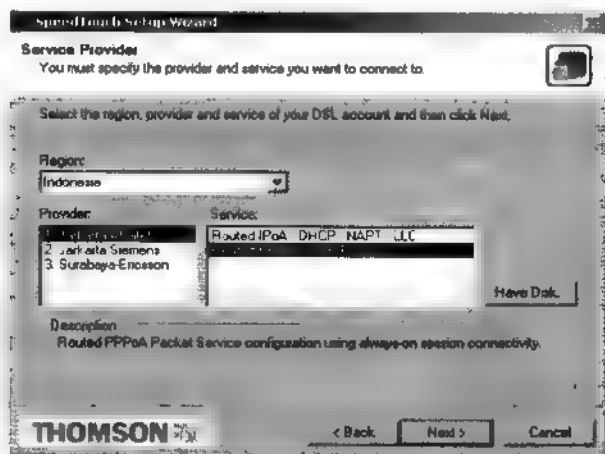 SpeedTouch Setup Wizard
Service Provider
You must specify the provider and service you want to connect to.
Select the region, provider and service of your DSL account and then click Next.
Region:
Indonesia
Provider: Service:
Routed IPoA DHCP NAPT LLC
2. Jarkarta Siemens
3. Surabaya-Ericsson
Have Disk.
Description
Routed PPPoA Packet Service configuration using always-on session connectivity.
THOMSON
< Back Next > Cancel